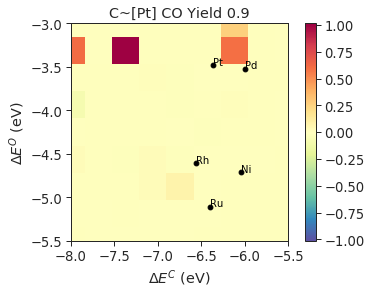 C~[Pt] CO Yield 0.9
−3.0
−3.5
−4.0
−4.5
−5.0
−5.5
ΔE^O (eV)
Pt
Pd
Rh
Ni
Ru
−8.0 −7.5 −7.0 −6.5 −6.0 −5.5
ΔE^C (eV)
1.00
0.75
0.50
0.25
0.00
−0.25
−0.50
−0.75
−1.00